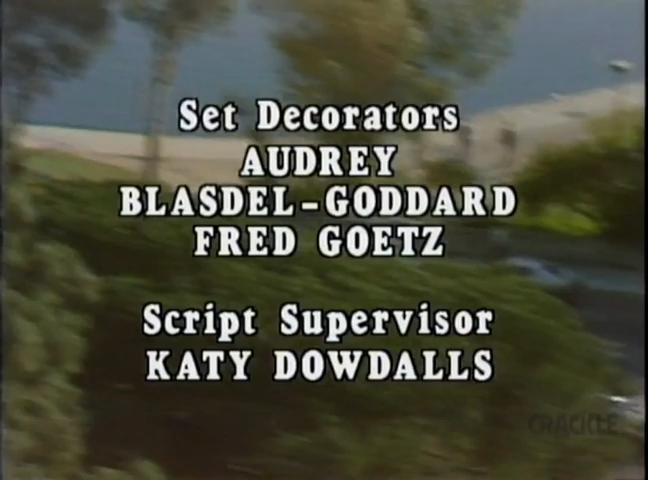 Set Decorators
AUDREY
BLASDEL-GODDARD
FRED GOETZ
Script Supervisor
KATY DOWDALLS
CRACKLE